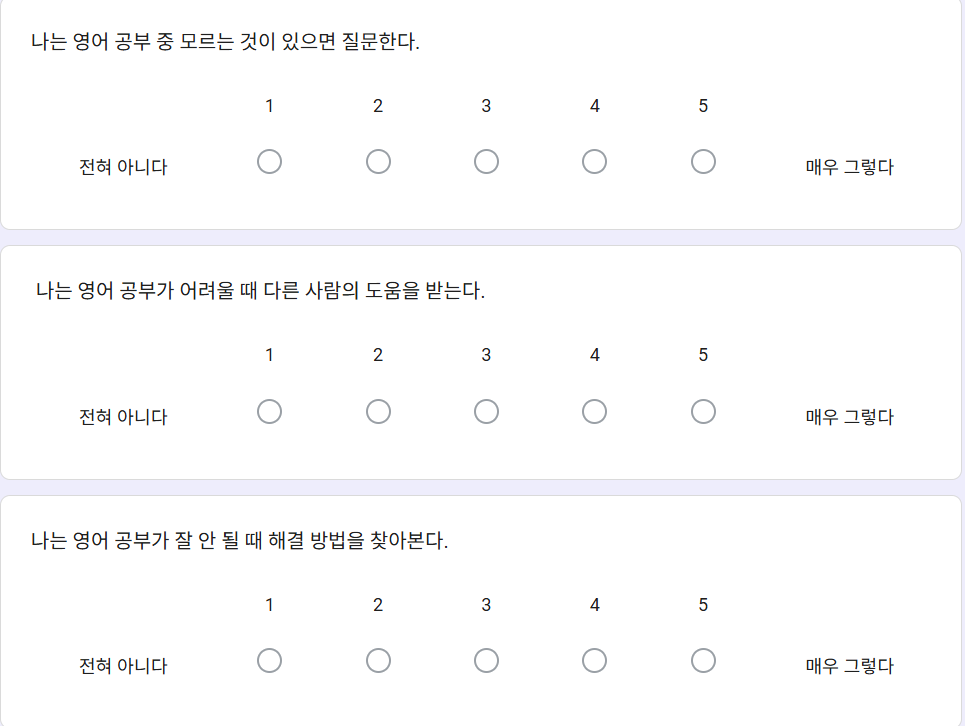 나는 영어 공부 중 모르는 것이 있으면 질문한다.
1 2 3 4 5
전혀 아니다 매우 그렇다
나는 영어 공부가 어려울 때 다른 사람의 도움을 받는다.
1 2 3 4 5
전혀 아니다 매우 그렇다
나는 영어 공부가 잘 안 될 때 해결 방법을 찾아본다.
1 2 3 4 5
전혀 아니다 매우 그렇다